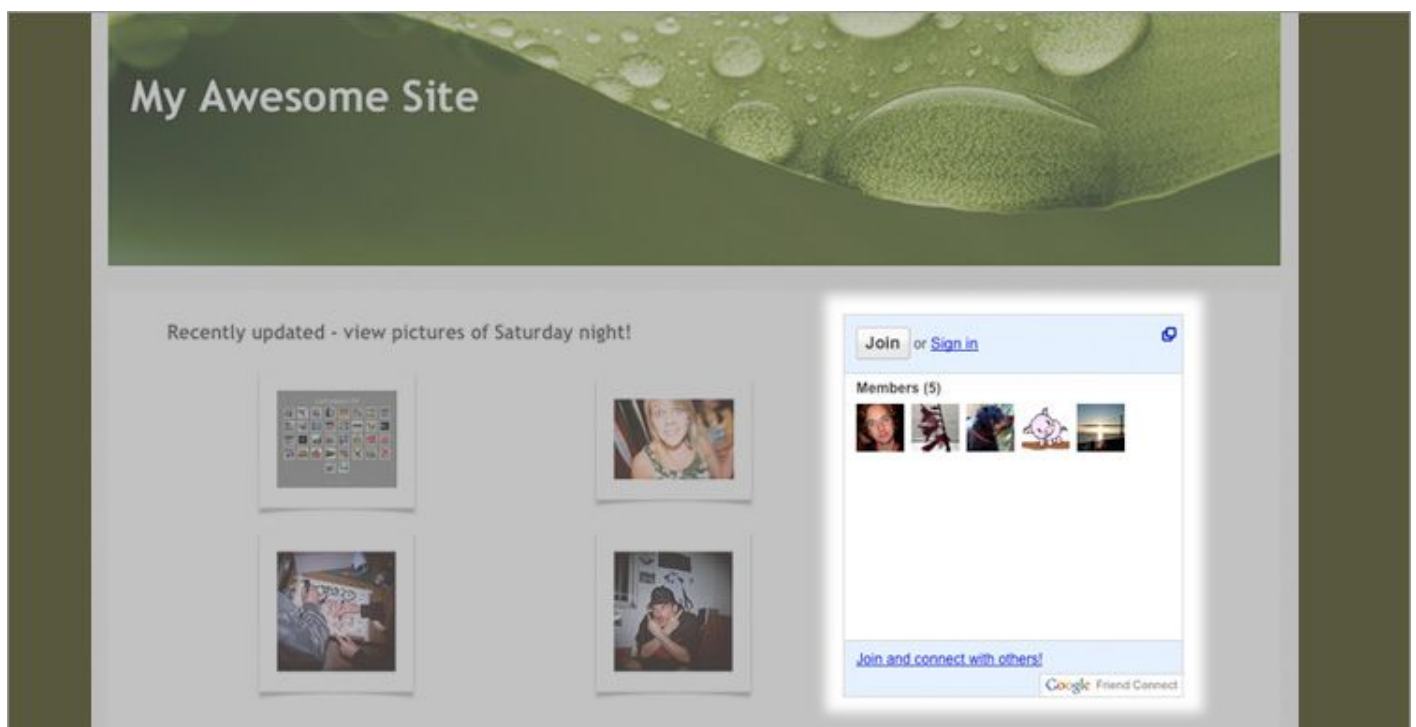 My Awesome Site
Recently updated - view pictures of Saturday night!
Join or Sign in
Members (5)
Join and connect with others!
Google Friend Connect